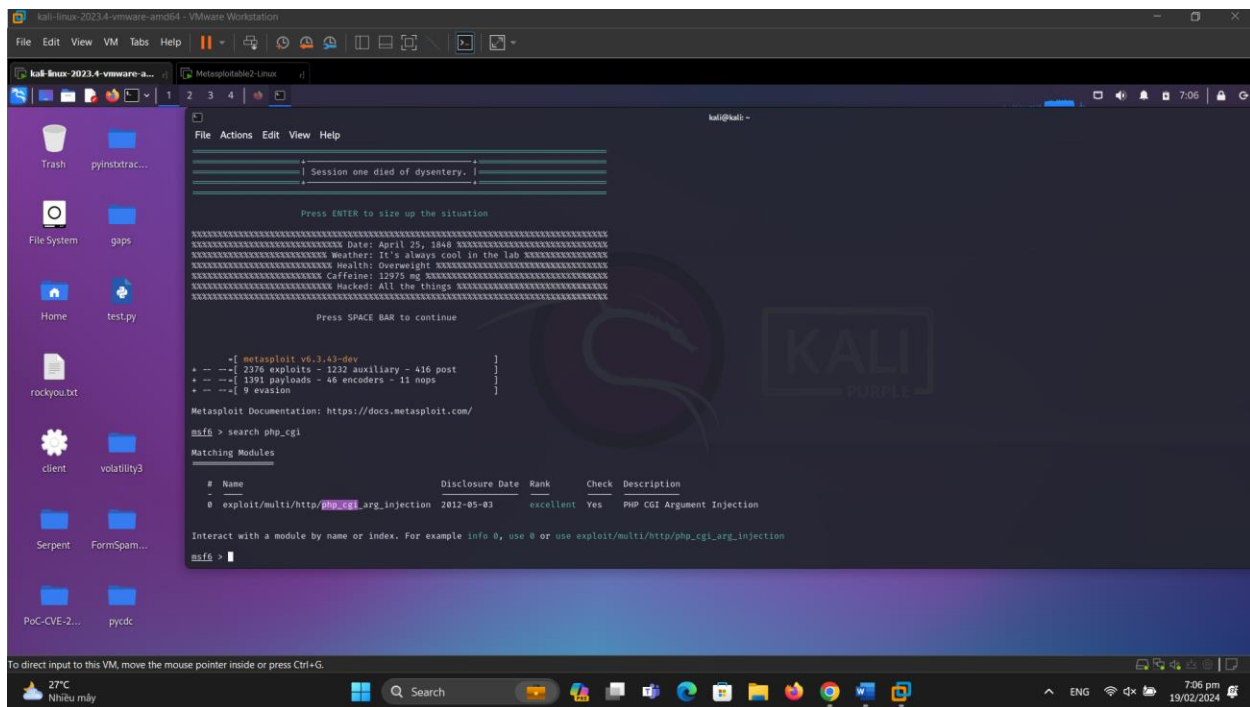 kali-linux-2023.4-vmware-amd64 - VMware Workstation
File Edit View VM Tabs Help
kali-linux-2023.4-vmware-a...
Metasploitable2-Linux
1 2 3 4
7:06
kali@kali: ~
File Actions Edit View Help
Trash
pyinstxtrac...
File System
gaps
Home
test.py
rockyou.txt
client
volatility3
Serpent
FormSpam...
PoC-CVE-2...
pycdc
| Session one died of dysentery. |
Press ENTER to size up the situation
Date: April 25, 1848
Weather: It's always cool in the lab
Health: Overweight
Caffeine: 12975 mg
Hacked: All the things
Press SPACE BAR to continue
=[ metasploit v6.3.43-dev ]
+ -- --=[ 2376 exploits - 1232 auxiliary - 416 post ]
+ -- --=[ 1391 payloads - 46 encoders - 11 nops ]
+ -- --=[ 9 evasion ]
Metasploit Documentation: https://docs.metasploit.com/
msf6 > search php_cgi
Matching Modules
# Name Disclosure Date Rank Check Description
0 exploit/multi/http/php_cgi_arg_injection 2012-05-03 excellent Yes PHP CGI Argument Injection
Interact with a module by name or index. For example info 0, use 0 or use exploit/multi/http/php_cgi_arg_injection
msf6 >
KALI
PURPLE
To direct input to this VM, move the mouse pointer inside or press Ctrl+G.
27°C
Nhiều mây
Search
ENG
7:06 pm
19/02/2024